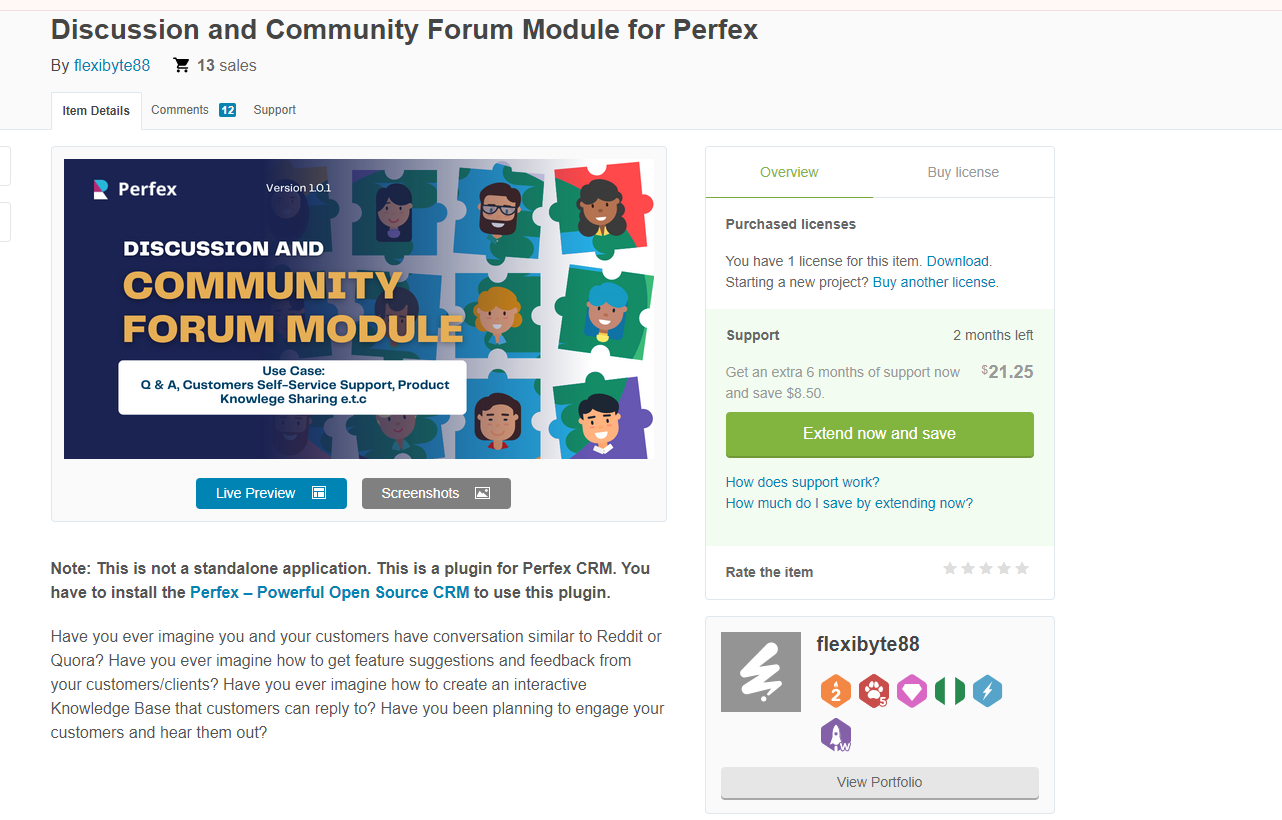 Discussion and Community Forum Module for Perfex
By flexibyte88 13 sales
Item Details Comments 12 Support
Perfex
Version 1.0.1
DISCUSSION AND
COMMUNITY
FORUM MODULE
Use Case:
Q & A, Customers Self-Service Support, Product
Knowlege Sharing e.t.c
Live Preview
Screenshots
Note: This is not a standalone application. This is a plugin for Perfex CRM. You
have to install the Perfex – Powerful Open Source CRM to use this plugin.
Have you ever imagine you and your customers have conversation similar to Reddit or
Quora? Have you ever imagine how to get feature suggestions and feedback from
your customers/clients? Have you ever imagine how to create an interactive
Knowledge Base that customers can reply to? Have you been planning to engage your
customers and hear them out?
Overview Buy license
Purchased licenses
You have 1 license for this item. Download.
Starting a new project? Buy another license.
Support 2 months left
Get an extra 6 months of support now $21.25
and save $8.50.
Extend now and save
How does support work?
How much do I save by extending now?
Rate the item
flexibyte88
2
5
W
View Portfolio